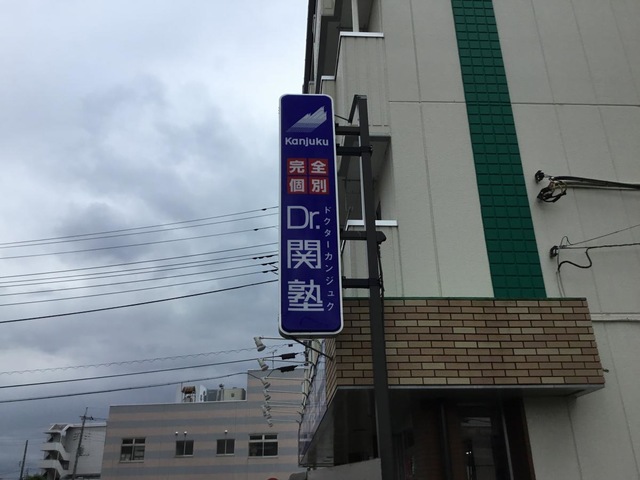 Kanjuku
完全
個別
Dr.関塾
ドクターカンジュク